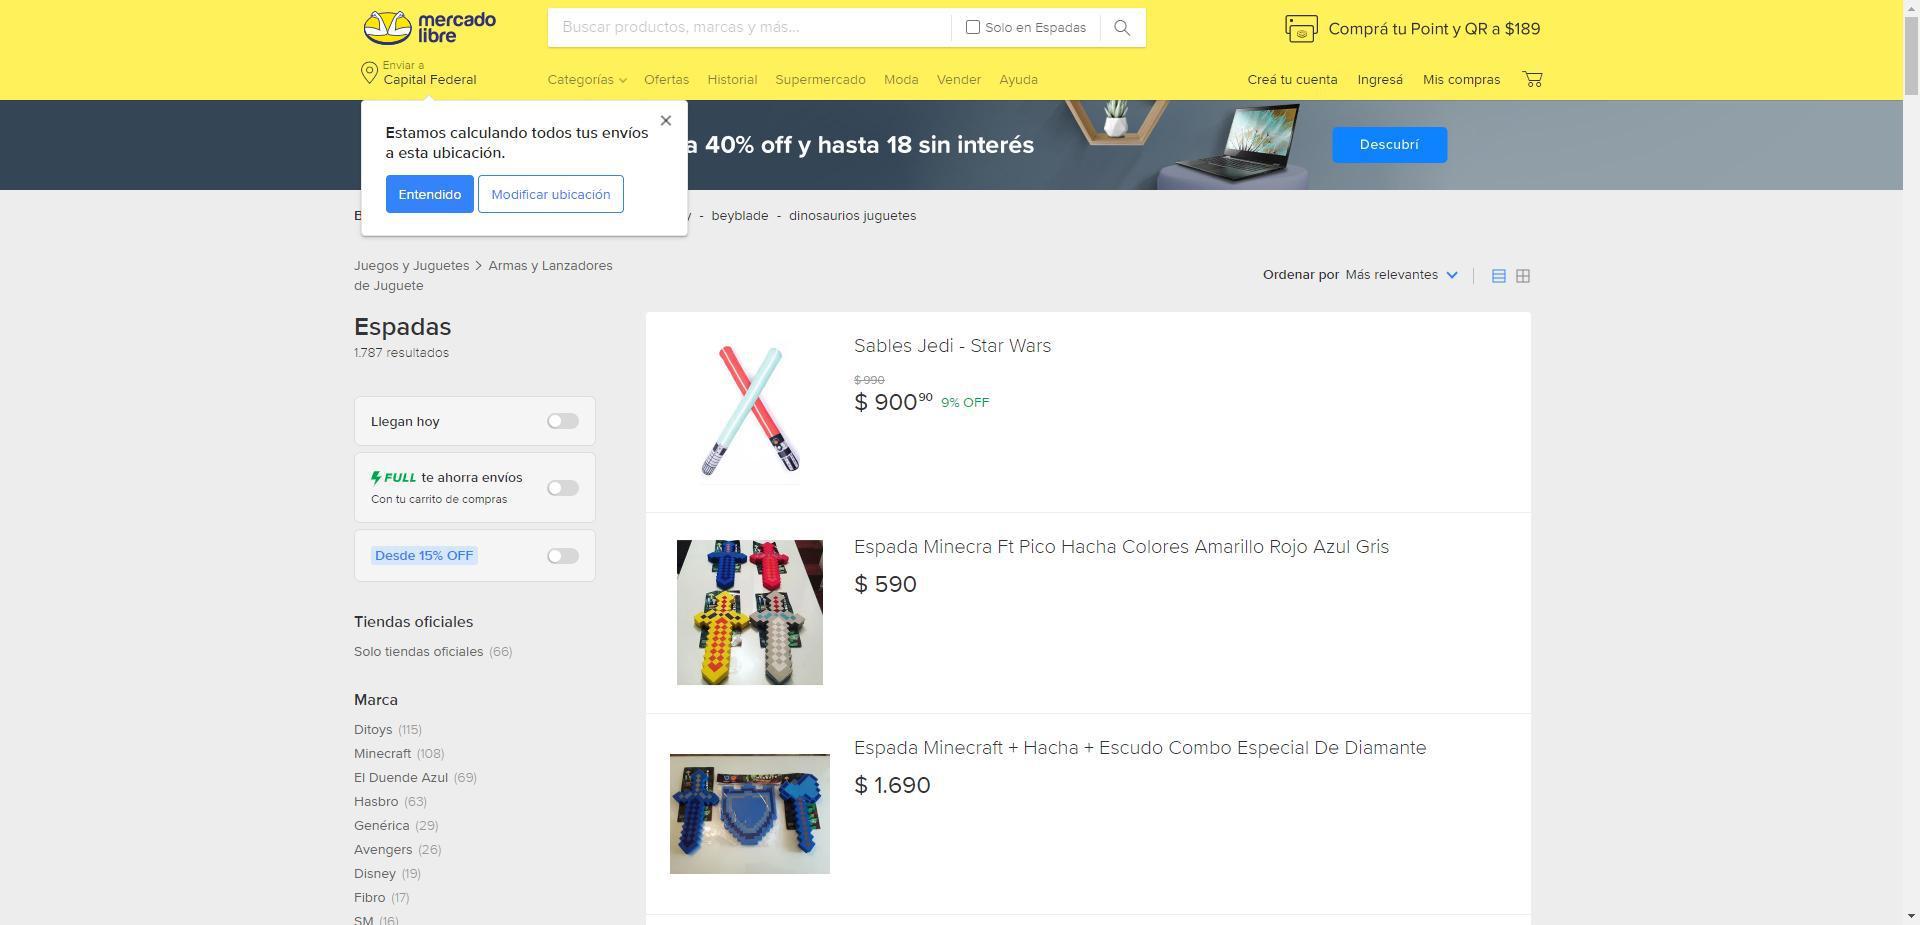 mercado
libre
Buscar productos, marcas y más...
Solo en Espadas
Comprá tu Point y QR a $189
Enviar a
Capital Federal
Categorías
Ofertas
Historial
Supermercado
Moda
Vender
Ayuda
Creá tu cuenta
Ingresá
Mis compras
Estamos calculando todos tus envíos
a esta ubicación.
Entendido
Modificar ubicación
a 40% off y hasta 18 sin interés
Descubrí
- beyblade - dinosaurios juguetes
Juegos y Juguetes > Armas y Lanzadores
de Juguete
Ordenar por Más relevantes
Espadas
1.787 resultados
Llegan hoy
FULL te ahorra envíos
Con tu carrito de compras
Desde 15% OFF
Tiendas oficiales
Solo tiendas oficiales (66)
Marca
Ditoys (115)
Minecraft (108)
El Duende Azul (69)
Hasbro (63)
Genérica (29)
Avengers (26)
Disney (19)
Fibro (17)
SM (16)
Sables Jedi - Star Wars
$ 990
$ 900 90 9% OFF
Espada Minecra Ft Pico Hacha Colores Amarillo Rojo Azul Gris
$ 590
Espada Minecraft + Hacha + Escudo Combo Especial De Diamante
$ 1.690